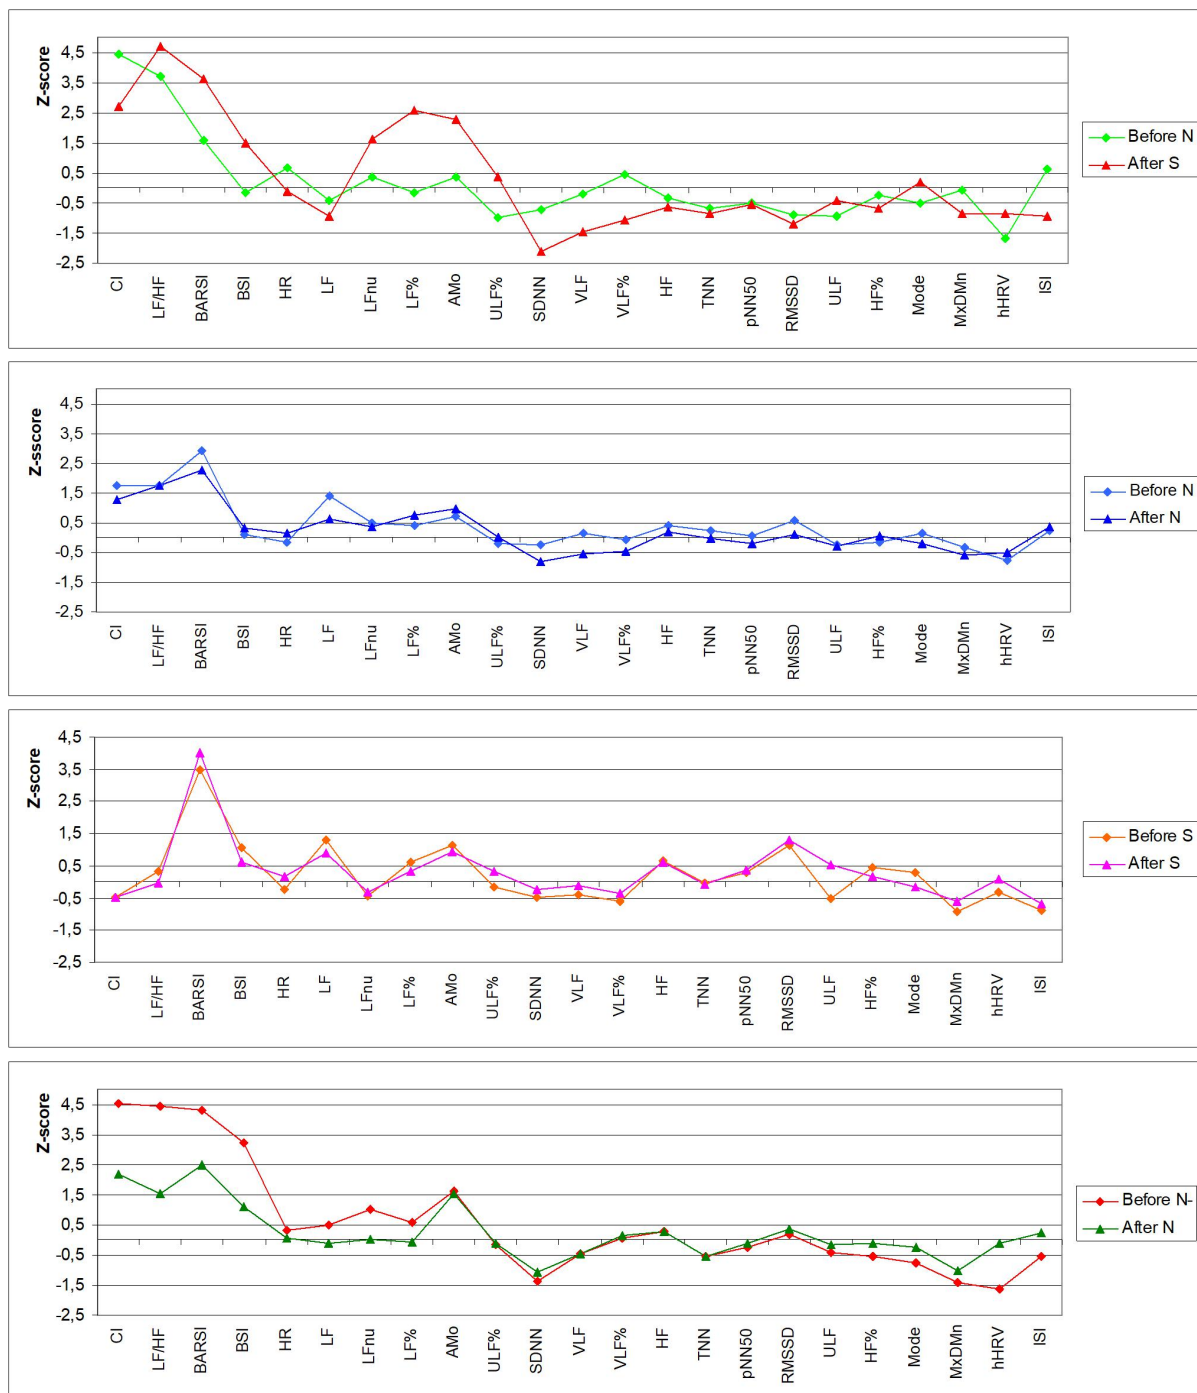 Z-score
4,5
3,5
2,5
1,5
0,5
-0,5
-1,5
-2,5
CI
LF/HF
BARSI
BSI
HR
LF
LFnu
LF%
AMo
ULF%
SDNN
VLF
VLF%
HF
TNN
pNN50
RMSSD
ULF
HF%
Mode
MxDMn
hHRV
ISI
Before N
After S
Z-sscore
4,5
3,5
2,5
1,5
0,5
-0,5
-1,5
-2,5
CI
LF/HF
BARSI
BSI
HR
LF
LFnu
LF%
AMo
ULF%
SDNN
VLF
VLF%
HF
TNN
pNN50
RMSSD
ULF
HF%
Mode
MxDMn
hHRV
ISI
Before N
After N
Z-score
4,5
3,5
2,5
1,5
0,5
-0,5
-1,5
-2,5
CI
LF/HF
BARSI
BSI
HR
LF
LFnu
LF%
AMo
ULF%
SDNN
VLF
VLF%
HF
TNN
pNN50
RMSSD
ULF
HF%
Mode
MxDMn
hHRV
ISI
Before S
After S
Z-score
4,5
3,5
2,5
1,5
0,5
-0,5
-1,5
-2,5
CI
LF/HF
BARSI
BSI
HR
LF
LFnu
LF%
AMo
ULF%
SDNN
VLF
VLF%
HF
TNN
pNN50
RMSSD
ULF
HF%
Mode
MxDMn
hHRV
ISI
Before N-
After N